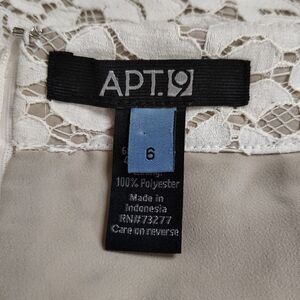 APT.9
6
100% Polyester
Made in
Indonesia
RN#73277
Care on reverse